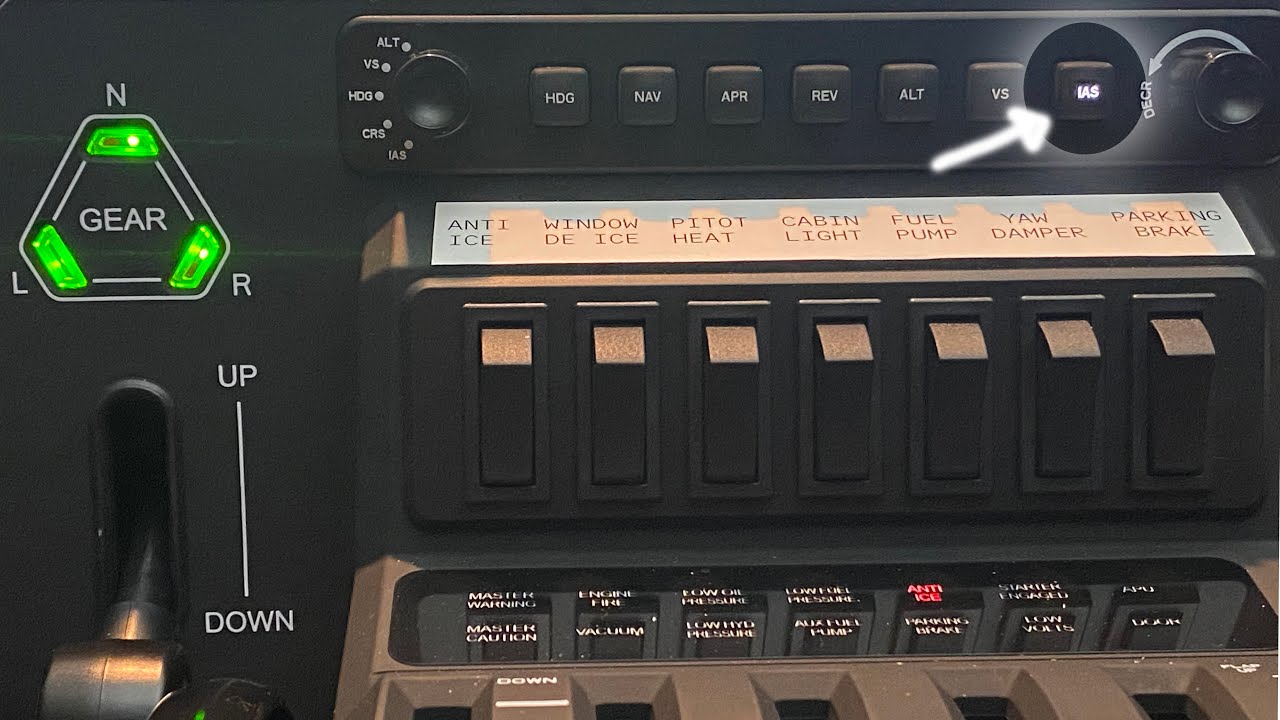 ALT
VS
HDG
CRS
IAS
HDG NAV APR REV ALT VS IAS
DECR
N
GEAR
L R
ANTI ICE
WINDOW DE ICE
PITOT HEAT
CABIN LIGHT
FUEL PUMP
YAW DAMPER
PARKING BRAKE
UP
DOWN
MASTER WARNING
ENGINE FIRE
LOW OIL PRESSURE
LOW FUEL PRESSURE
ANTI ICE
STARTER ENGAGED
APU
MASTER CAUTION
VACUUM
LOW HYD PRESSURE
AUX FUEL PUMP
PARKING BRAKE
LOW VOLTS
DOOR
DOWN
FLAP UP